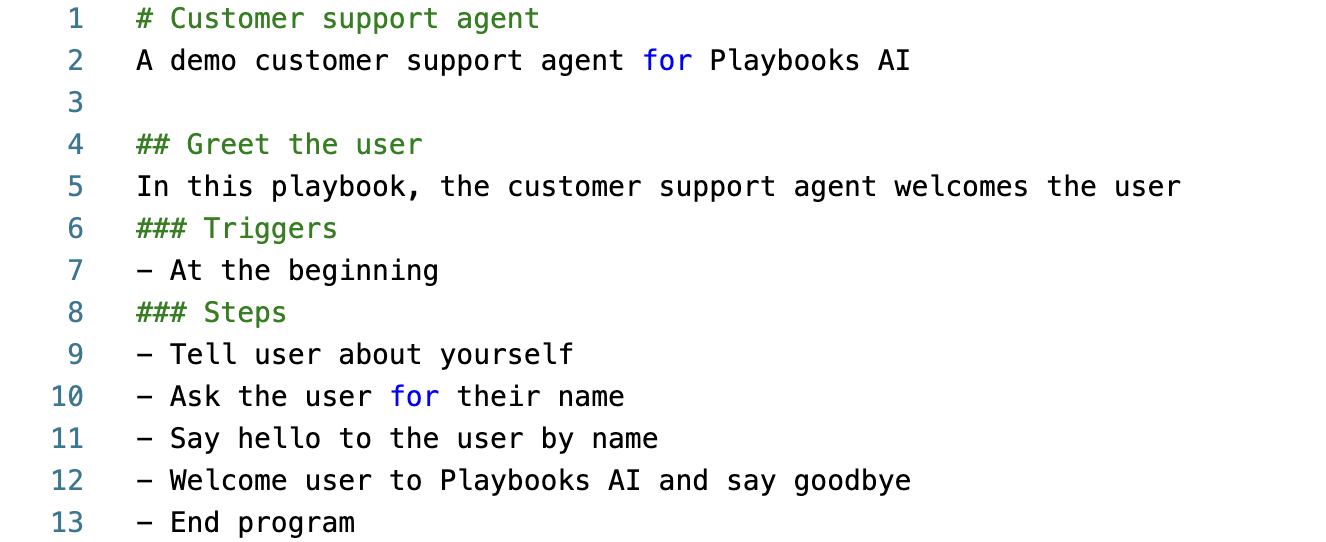 1 # Customer support agent
2 A demo customer support agent for Playbooks AI
3
4 ## Greet the user
5 In this playbook, the customer support agent welcomes the user
6 ### Triggers
7 - At the beginning
8 ### Steps
9 - Tell user about yourself
10 - Ask the user for their name
11 - Say hello to the user by name
12 - Welcome user to Playbooks AI and say goodbye
13 - End program